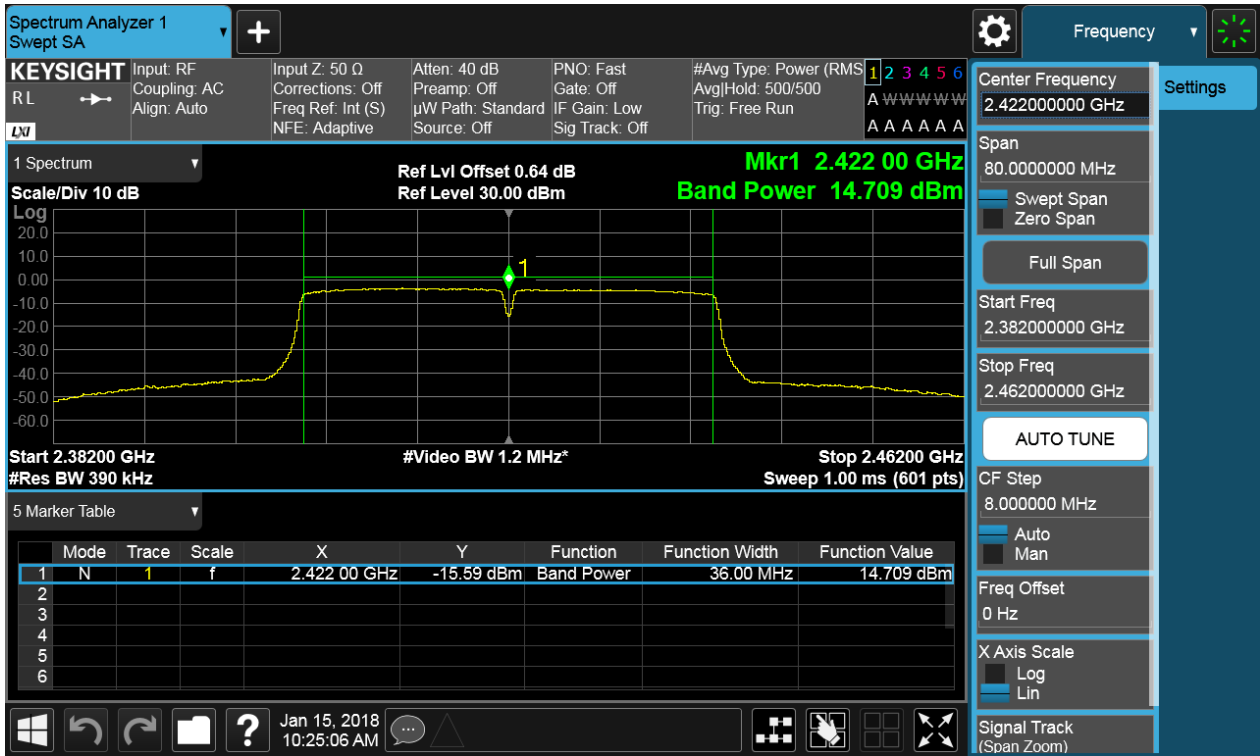 Spectrum Analyzer 1
Swept SA
+
Frequency
KEYSIGHT
R L
LXI
Input: RF
Coupling: AC
Align: Auto
Input Z: 50 Ω
Corrections: Off
Freq Ref: Int (S)
NFE: Adaptive
Atten: 40 dB
Preamp: Off
µW Path: Standard
Source: Off
PNO: Fast
Gate: Off
IF Gain: Low
Sig Track: Off
#Avg Type: Power (RMS
Avg|Hold: 500/500
Trig: Free Run
1 2 3 4 5 6
A W W W W W
A A A A A A
1 Spectrum
Scale/Div 10 dB
Ref Lvl Offset 0.64 dB
Ref Level 30.00 dBm
Mkr1 2.422 00 GHz
Band Power 14.709 dBm
Log
20.0
10.0
0.00
-10.0
-20.0
-30.0
-40.0
-50.0
-60.0
1
Start 2.38200 GHz
#Res BW 390 kHz
#Video BW 1.2 MHz*
Stop 2.46200 GHz
Sweep 1.00 ms (601 pts)
5 Marker Table
Mode Trace Scale X Y Function Function Width Function Value
1 N 1 f 2.422 00 GHz -15.59 dBm Band Power 36.00 MHz 14.709 dBm
2
3
4
5
6
?
Jan 15, 2018
10:25:06 AM
Center Frequency
2.422000000 GHz
Settings
Span
80.0000000 MHz
Swept Span
Zero Span
Full Span
Start Freq
2.382000000 GHz
Stop Freq
2.462000000 GHz
AUTO TUNE
CF Step
8.000000 MHz
Auto
Man
Freq Offset
0 Hz
X Axis Scale
Log
Lin
Signal Track
(Span Zoom)